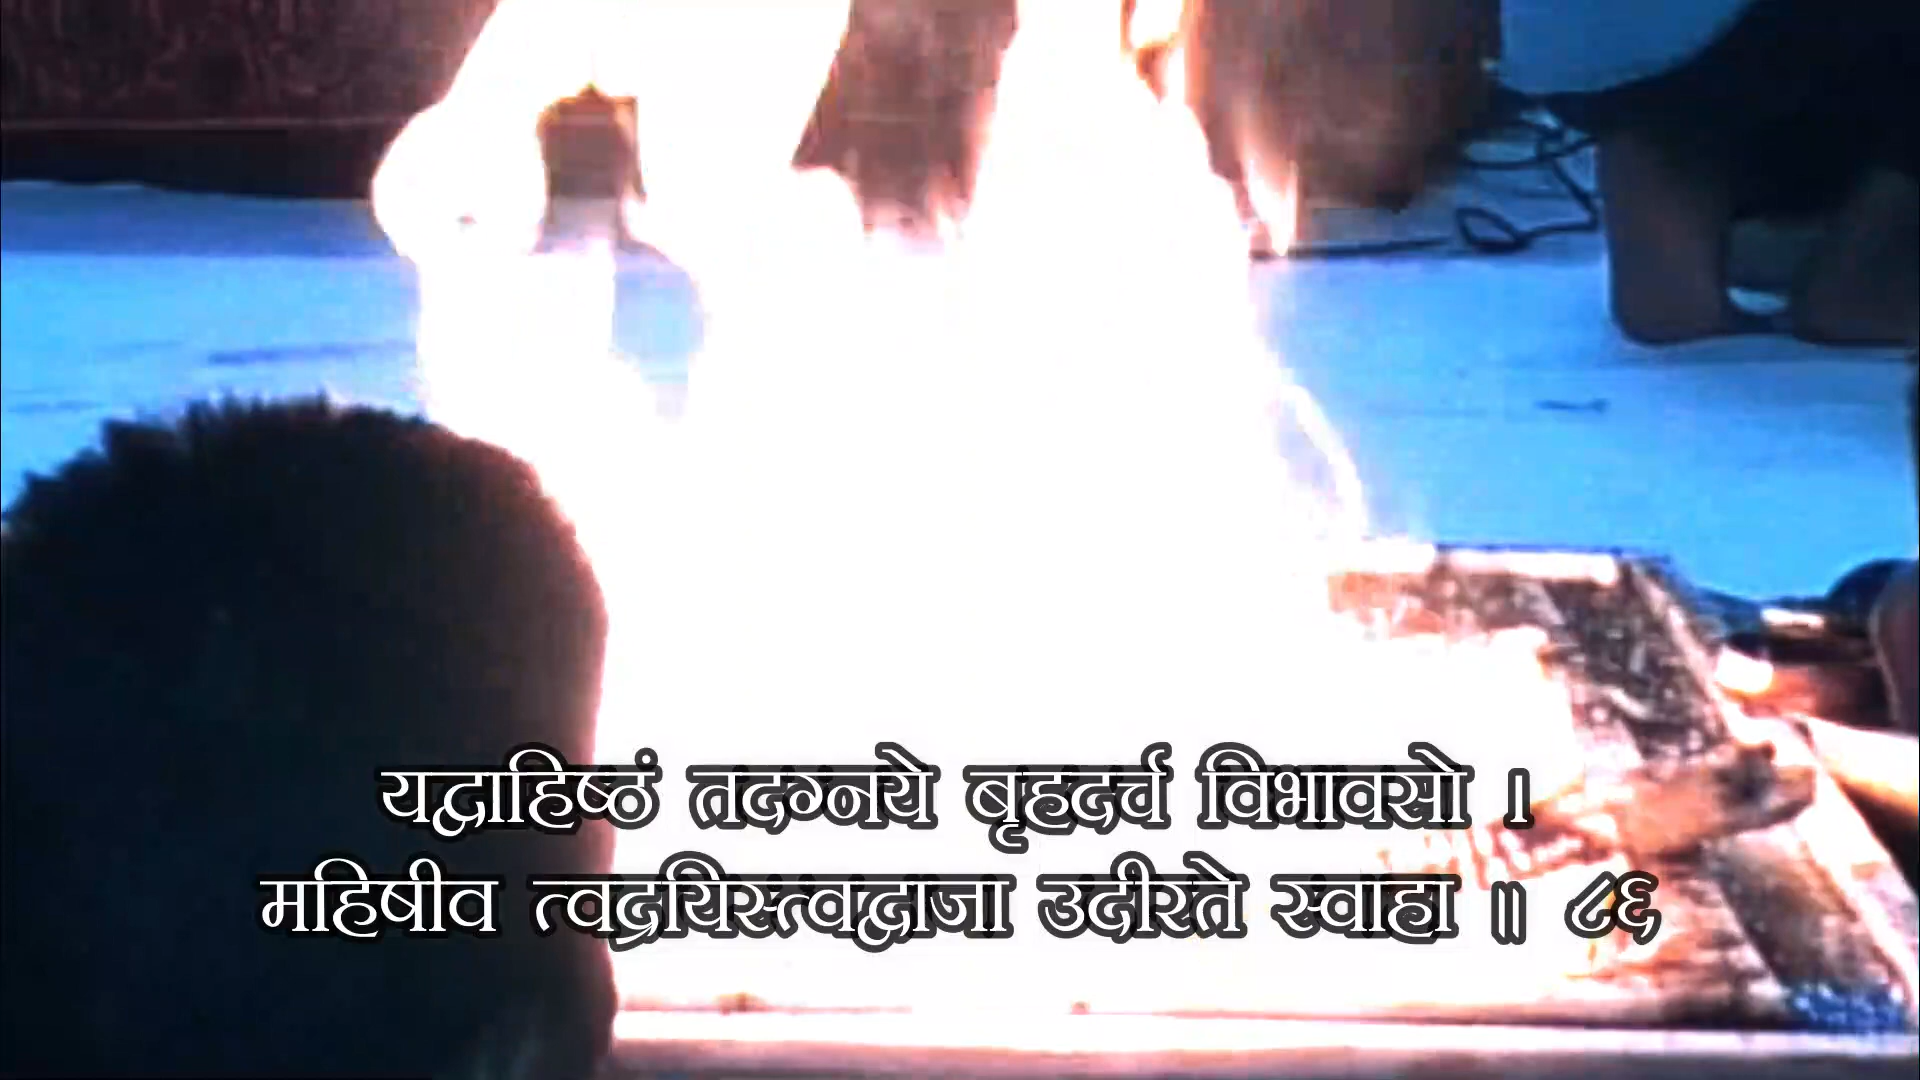 यद्वाहिष्ठं तदग्नये बृहदर्च विभावसो ।
महिषीव त्वद्रयिस्त्वद्वाजा उदीरते स्वाहा ॥ ८६